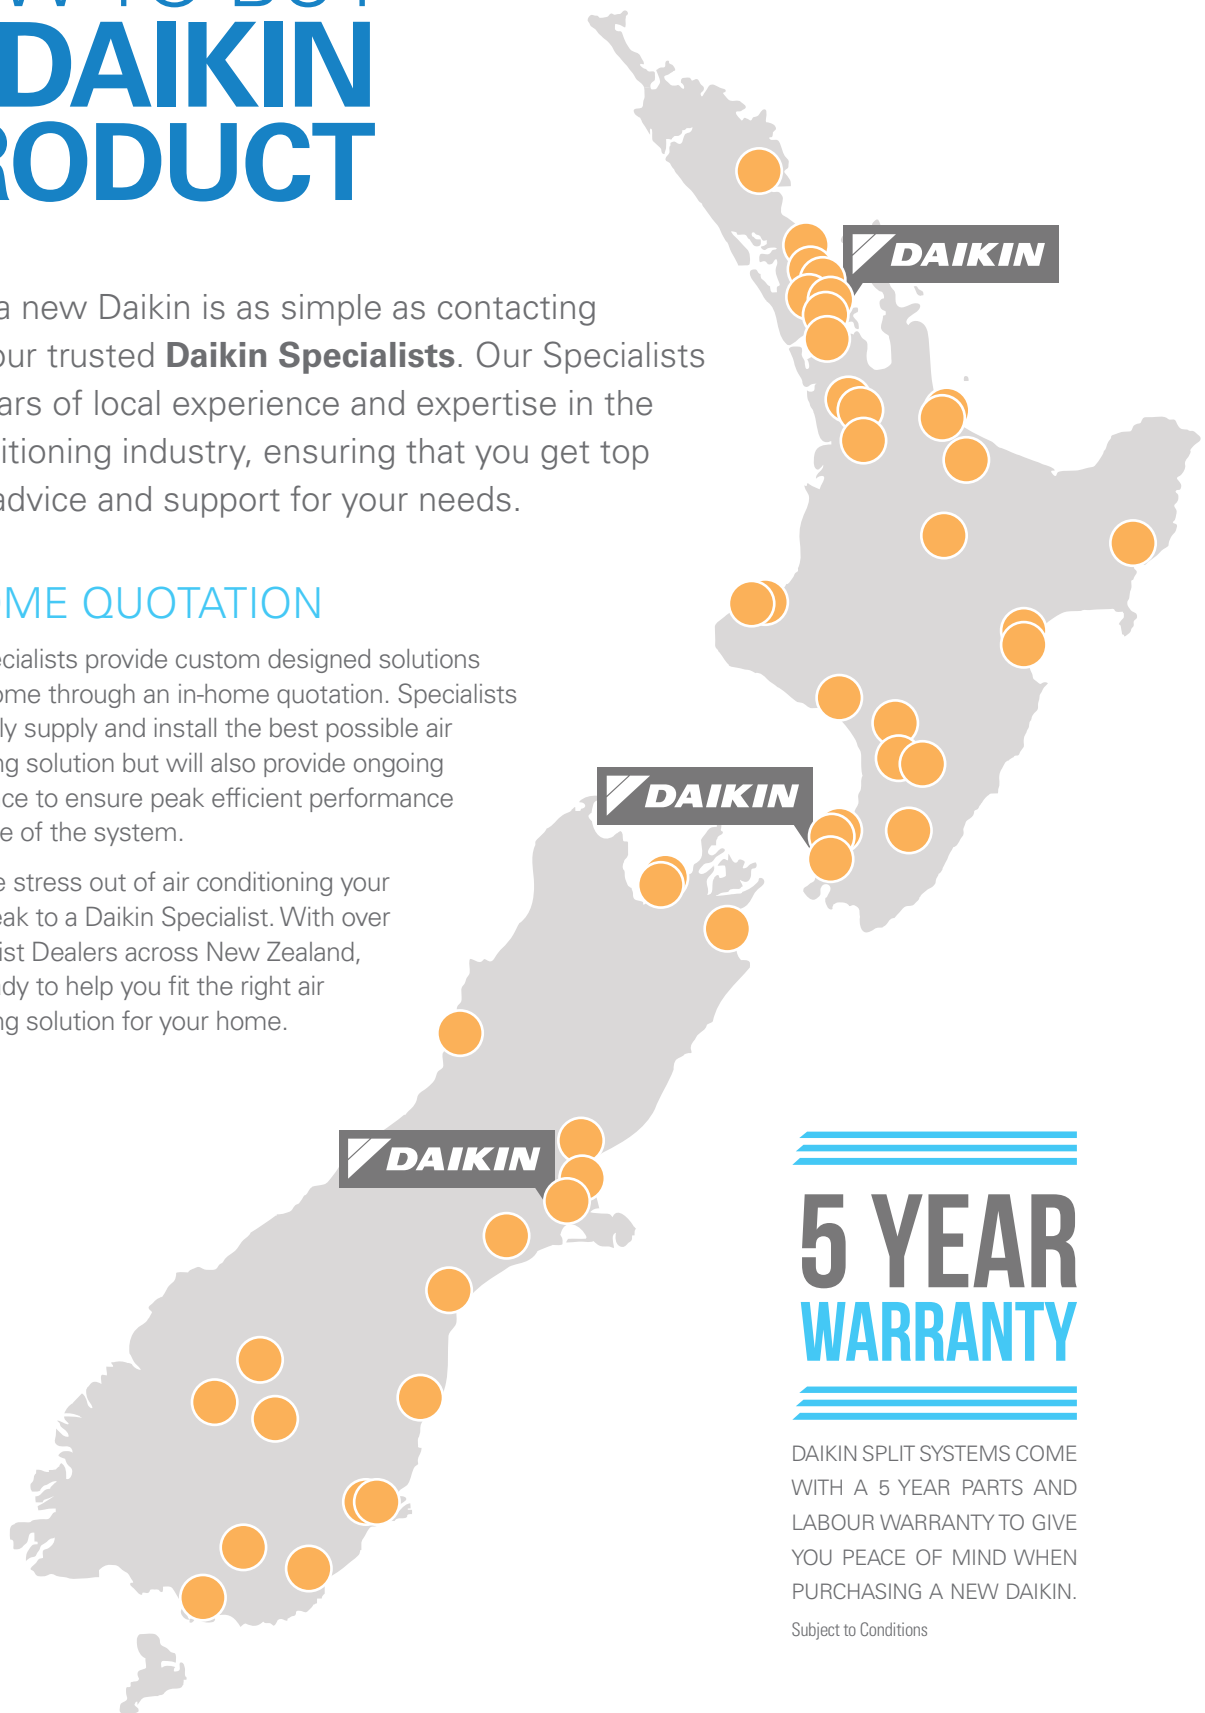 W TO BUY
DAIKIN
RODUCT
a new Daikin is as simple as contacting
our trusted Daikin Specialists. Our Specialists
ars of local experience and expertise in the
itioning industry, ensuring that you get top
advice and support for your needs.
OME QUOTATION
ecialists provide custom designed solutions
ome through an in-home quotation. Specialists
ly supply and install the best possible air
ng solution but will also provide ongoing
ce to ensure peak efficient performance
e of the system.
e stress out of air conditioning your
eak to a Daikin Specialist. With over
ist Dealers across New Zealand,
ady to help you fit the right air
ng solution for your home.
DAIKIN
DAIKIN
DAIKIN
5 YEAR
WARRANTY
DAIKIN SPLIT SYSTEMS COME
WITH A 5 YEAR PARTS AND
LABOUR WARRANTY TO GIVE
YOU PEACE OF MIND WHEN
PURCHASING A NEW DAIKIN.
Subject to Conditions